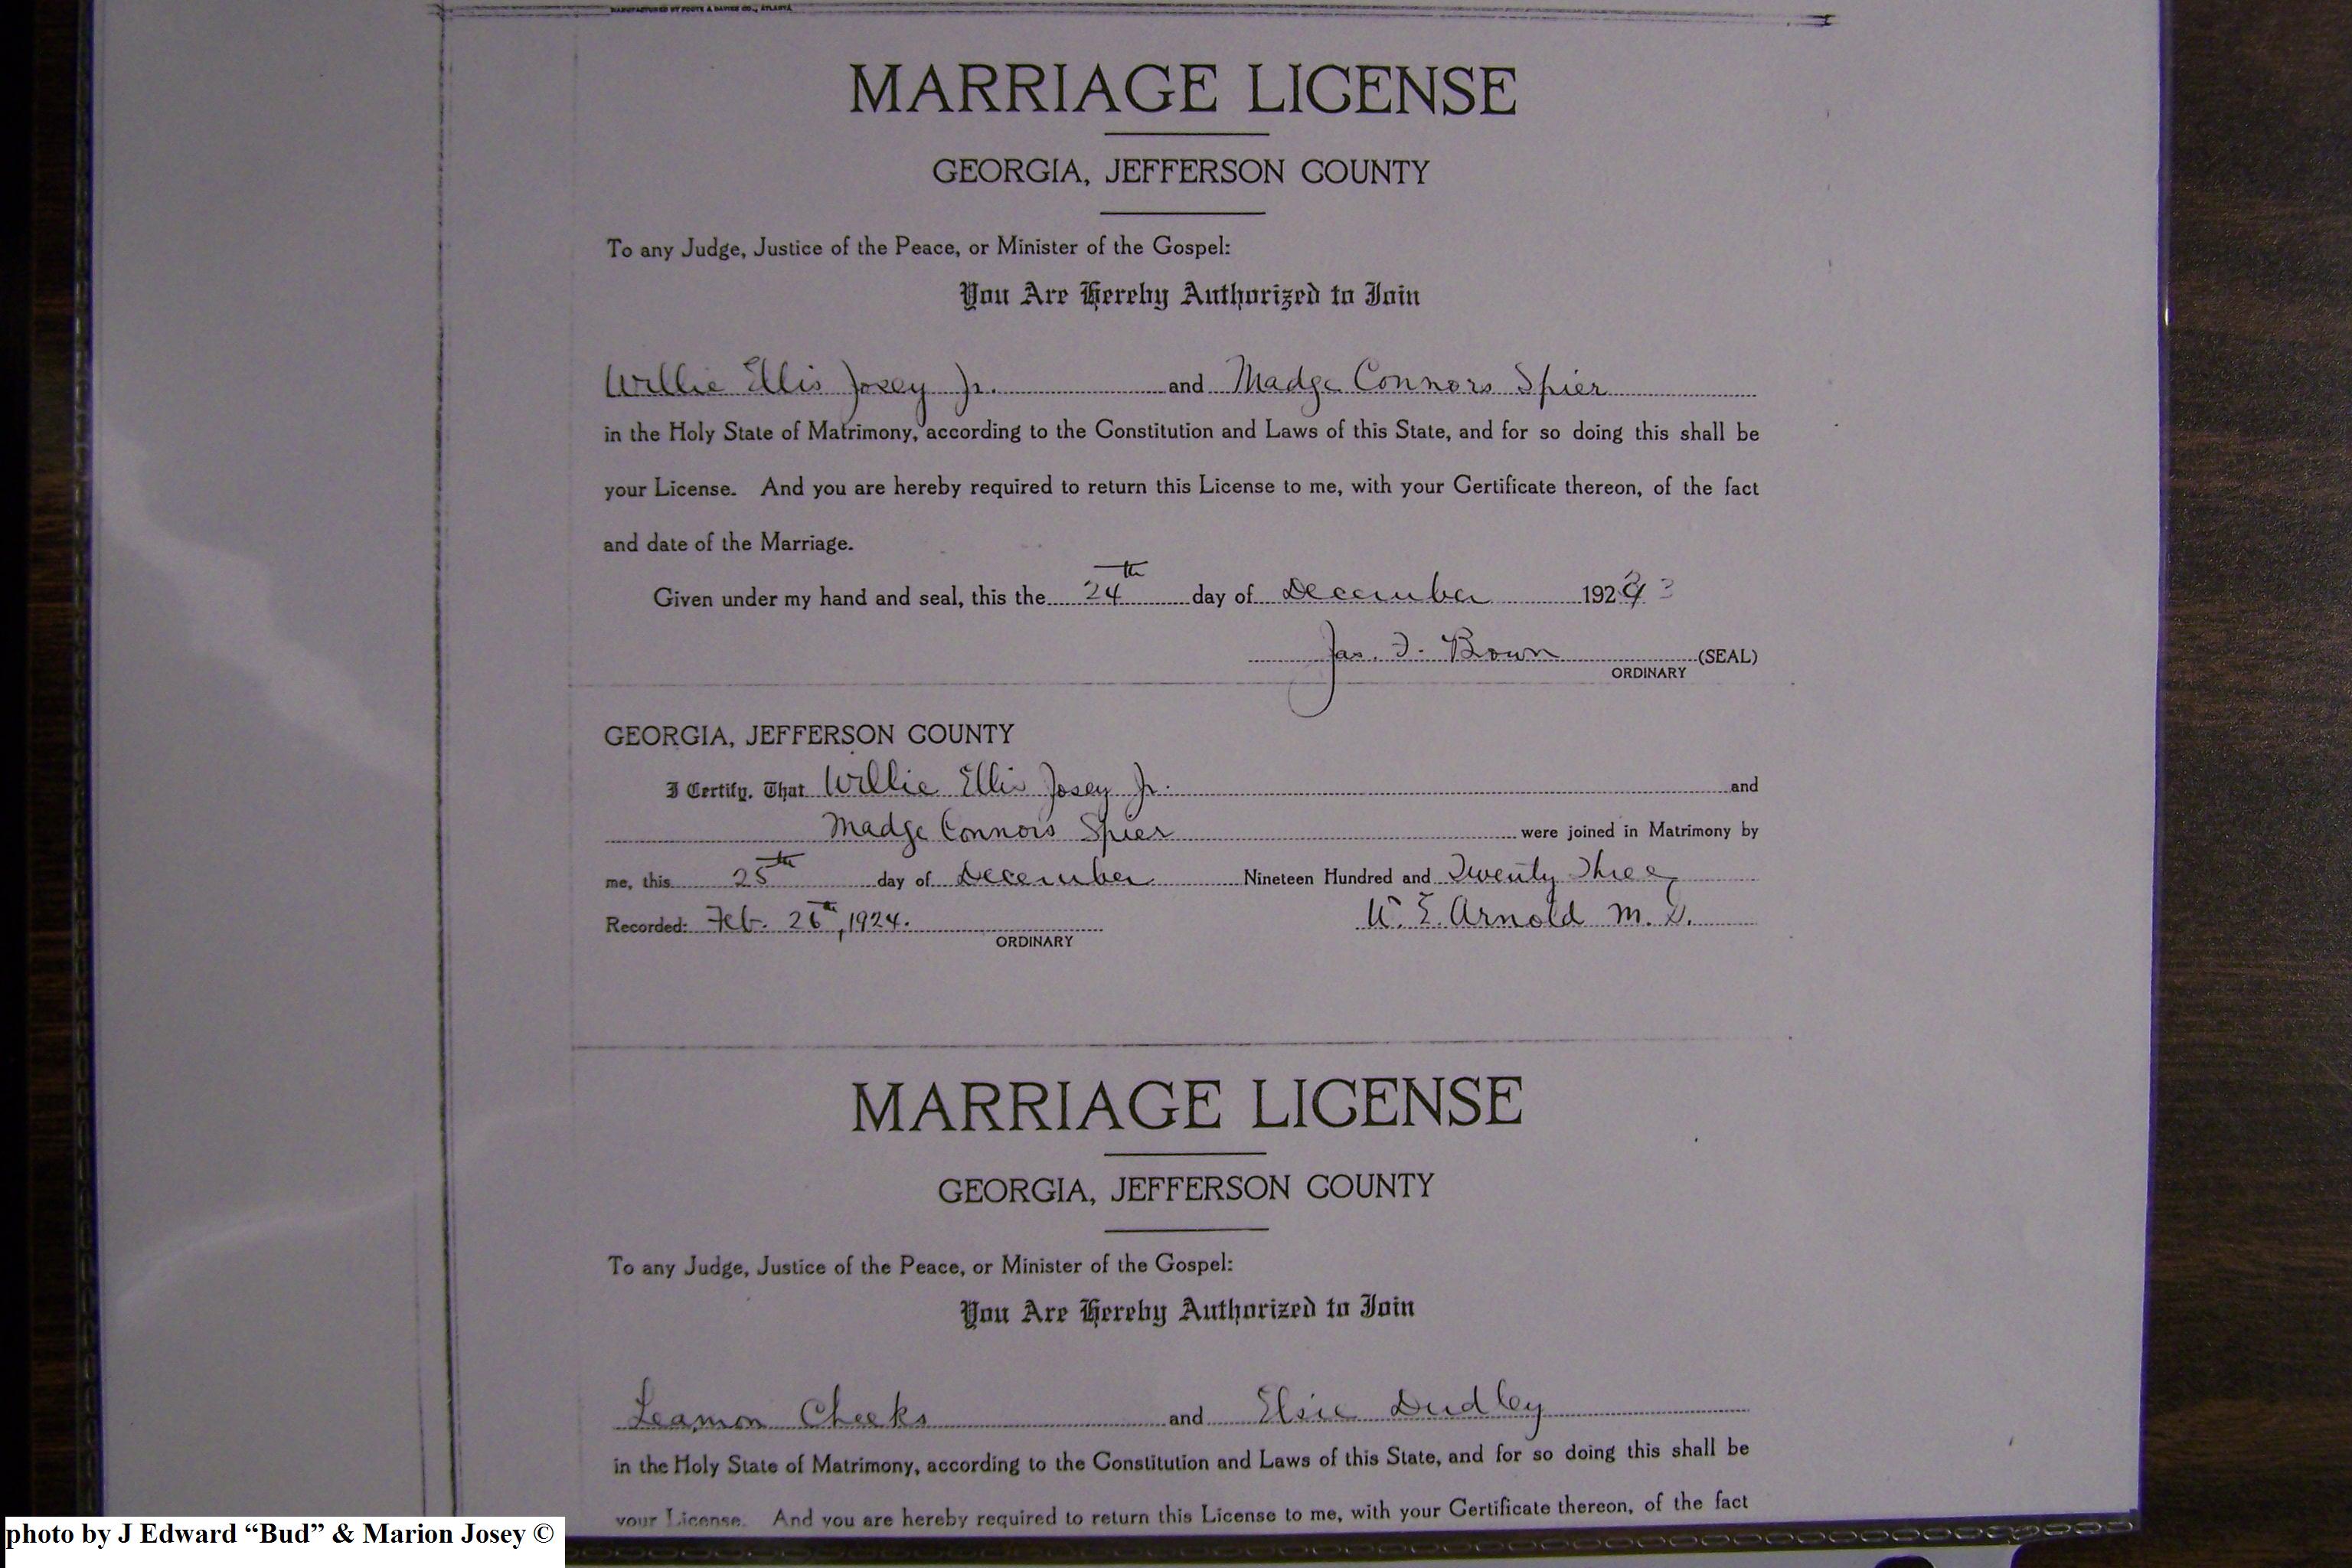 MANUFACTURED BY FOOTE & DAVIES CO., ATLANTA
MARRIAGE LICENSE
GEORGIA, JEFFERSON COUNTY
To any Judge, Justice of the Peace, or Minister of the Gospel:
You Are Hereby Authorized to Join
Willie Ellis Josey Jr. and Madge Connors Spier
in the Holy State of Matrimony, according to the Constitution and Laws of this State, and for so doing this shall be
your License. And you are hereby required to return this License to me, with your Certificate thereon, of the fact
and date of the Marriage.
Given under my hand and seal, this the 24th day of December 192 3
Jas. F. Brown (SEAL)
ORDINARY
GEORGIA, JEFFERSON COUNTY
I Certify, That Willie Ellis Josey Jr. and
Madge Connors Spier were joined in Matrimony by
me, this 25th day of December Nineteen Hundred and Twenty Three
Recorded: Feb. 26th, 1924. W. E. Arnold M. G.
ORDINARY
MARRIAGE LICENSE
GEORGIA, JEFFERSON COUNTY
To any Judge, Justice of the Peace, or Minister of the Gospel:
You Are Hereby Authorized to Join
Leamon Cheeks and Elsie Dudley
in the Holy State of Matrimony, according to the Constitution and Laws of this State, and for so doing this shall be
your License. And you are hereby required to return this License to me, with your Certificate thereon, of the fact
photo by J Edward “Bud” & Marion Josey ©